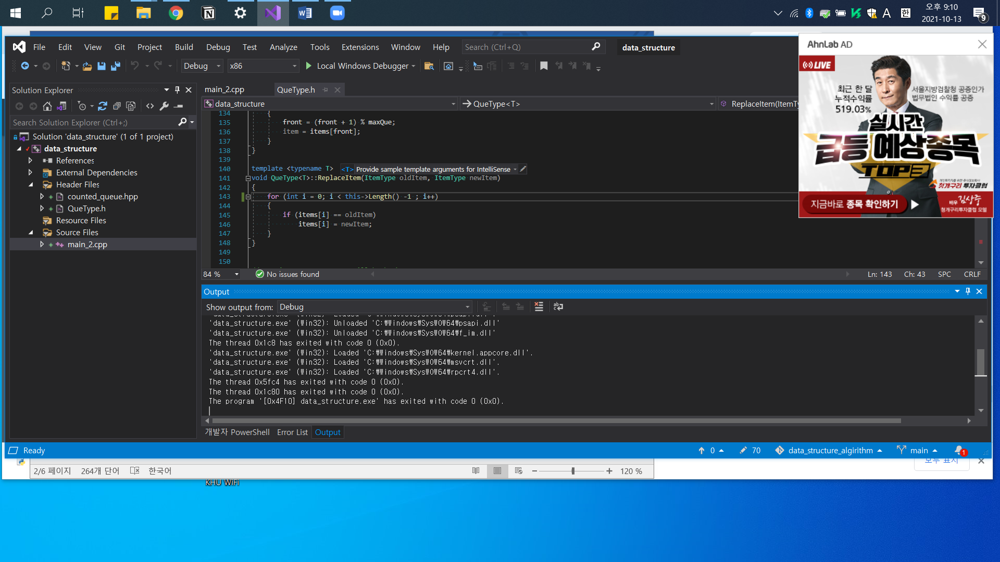 오후 9:10
A
한
2021-10-13
9
File Edit View Git Project Build Debug Test Analyze Tools Extensions Window Help Search (Ctrl+Q) data_structure
Debug x86 Local Windows Debugger
Solution Explorer
Search Solution Explorer (Ctrl+;)
Solution 'data_structure' (1 of 1 project)
data_structure
References
External Dependencies
Header Files
counted_queue.hpp
QueType.h
Resource Files
Source Files
main_2.cpp
main_2.cpp QueType.h
data_structure QueType<T> ReplaceItem(ItemTy
134 {
135 front = (front + 1) % maxQue;
136 item = items[front];
137 }
138 }
139
140 template <typename T> <T> Provide sample template arguments for IntelliSense
141 void QueType<T>::ReplaceItem(ItemType oldItem, ItemType newItem)
142 {
143 for (int i = 0; i < this->Length() -1 ; i++)
144 {
145 if (items[i] == oldItem)
146 items[i] = newItem;
147 }
148 }
149
150
84 % No issues found Ln: 143 Ch: 43 SPC CRLF
Output
Show output from: Debug
'data_structure.exe' (Win32): Unloaded 'C:₩Windows₩SysWOW64₩psapi.dll'
'data_structure.exe' (Win32): Unloaded 'C:₩Windows₩SysWOW64₩f_im.dll'
The thread 0x1c8 has exited with code 0 (0x0).
'data_structure.exe' (Win32): Loaded 'C:₩Windows₩SysWOW64₩kernel.appcore.dll'.
'data_structure.exe' (Win32): Loaded 'C:₩Windows₩SysWOW64₩msvcrt.dll'.
'data_structure.exe' (Win32): Loaded 'C:₩Windows₩SysWOW64₩rpcrt4.dll'.
The thread 0x5fc4 has exited with code 0 (0x0).
The thread 0x1c80 has exited with code 0 (0x0).
The program '[0x4F10] data_structure.exe' has exited with code 0 (0x0).
개발자 PowerShell Error List Output
Ready 0 70 data_structure_algirithm main 1
AhnLab AD
LIVE
최근 한 달
누적수익률
519.03%
서울지방검찰청 공증인가
법무법인 수익률 공증
실시간
급등 예상종목
TOP3
청개구리 투자클럽
지금바로 종목 확인하기
배우 김상중
청개구리투자클럽 모델
모두 표시
2/6 페이지 264개 단어 한국어 120 %
KHU WiFi